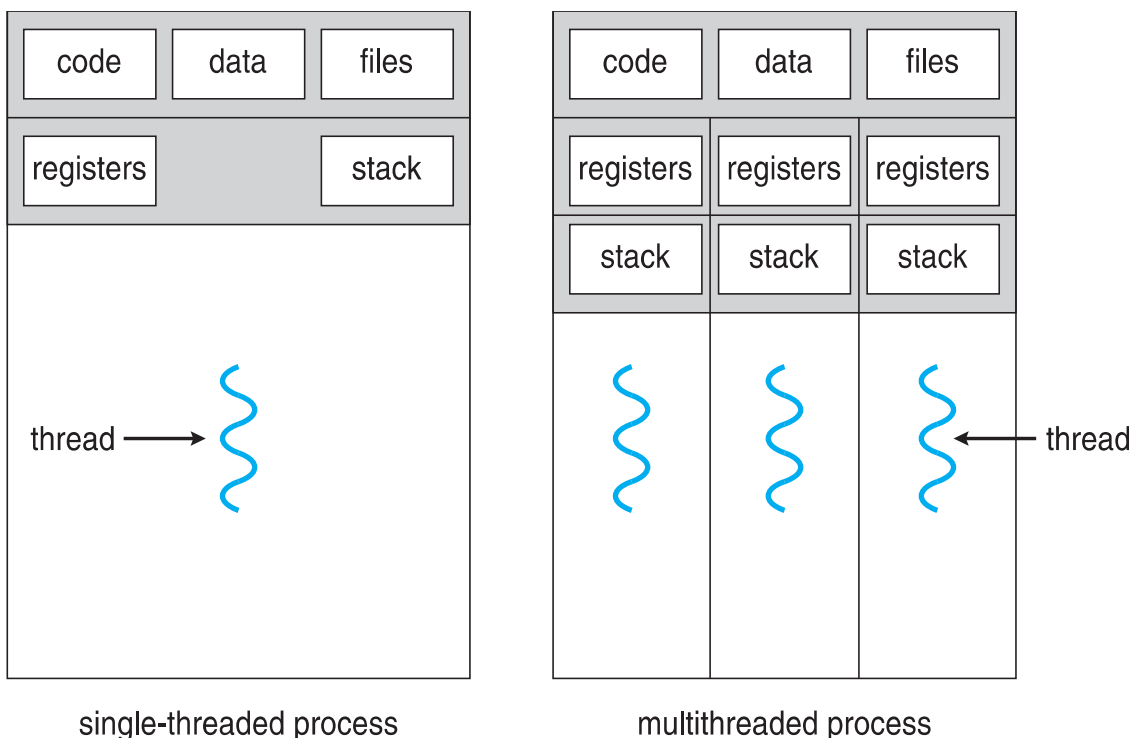 code data files code data files
registers stack registers registers registers
stack stack stack
thread thread
single-threaded process multithreaded process